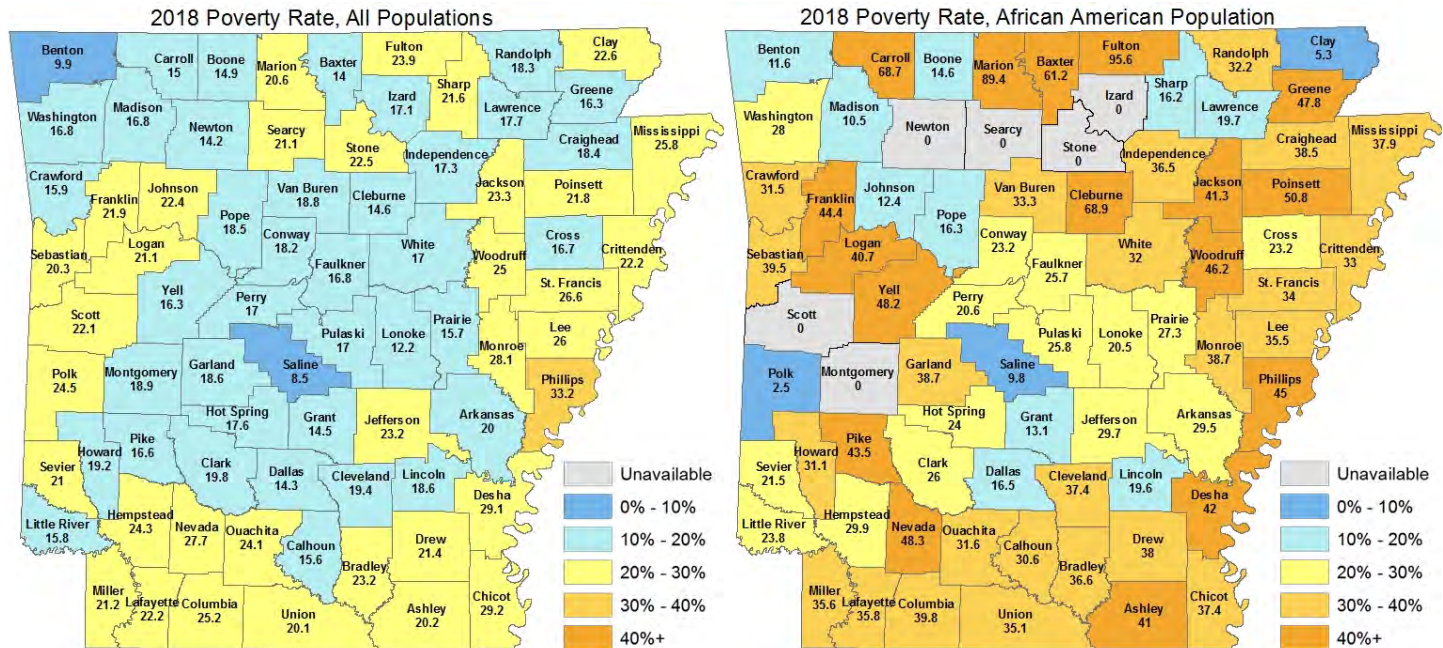 2018 Poverty Rate, All Populations
Benton
9.9
Carroll
15
Boone
14.9
Marion
20.6
Baxter
14
Fulton
23.9
Randolph
18.3
Clay
22.6
Washington
16.8
Madison
16.8
Newton
14.2
Searcy
21.1
Stone
22.5
Izard
17.1
Sharp
21.6
Lawrence
17.7
Greene
16.3
Independence
17.3
Craighead
18.4
Mississippi
25.8
Crawford
15.9
Franklin
21.9
Johnson
22.4
Pope
18.5
Van Buren
18.8
Cleburne
14.6
Jackson
23.3
Poinsett
21.8
Sebastian
20.3
Logan
21.1
Conway
18.2
Faulkner
16.8
White
17
Woodruff
25
Cross
16.7
Crittenden
22.2
St. Francis
26.6
Scott
22.1
Yell
16.3
Perry
17
Pulaski
17
Lonoke
12.2
Prairie
15.7
Monroe
28.1
Lee
26
Polk
24.5
Montgomery
18.9
Garland
18.6
Saline
8.5
Phillips
33.2
Hot Spring
17.6
Grant
14.5
Jefferson
23.2
Arkansas
20
Sevier
21
Howard
19.2
Pike
16.6
Clark
19.8
Dallas
14.3
Cleveland
19.4
Lincoln
18.6
Desha
29.1
Little River
15.8
Hempstead
24.3
Nevada
27.7
Ouachita
24.1
Calhoun
15.6
Bradley
23.2
Drew
21.4
Miller
21.2
Lafayette
22.2
Columbia
25.2
Union
20.1
Ashley
20.2
Chicot
29.2
Unavailable
0% - 10%
10% - 20%
20% - 30%
30% - 40%
40%+
2018 Poverty Rate, African American Population
Benton
11.6
Carroll
68.7
Boone
14.6
Marion
89.4
Baxter
61.2
Fulton
95.6
Randolph
32.2
Clay
5.3
Washington
28
Madison
10.5
Newton
0
Searcy
0
Stone
0
Izard
0
Sharp
16.2
Lawrence
19.7
Greene
47.8
Independence
36.5
Craighead
38.5
Mississippi
37.9
Crawford
31.5
Franklin
44.4
Johnson
12.4
Pope
16.3
Van Buren
33.3
Cleburne
68.9
Jackson
41.3
Poinsett
50.8
Sebastian
39.5
Logan
40.7
Conway
23.2
Faulkner
25.7
White
32
Woodruff
46.2
Cross
23.2
Crittenden
33
St. Francis
34
Scott
0
Yell
48.2
Perry
20.6
Pulaski
25.8
Lonoke
20.5
Prairie
27.3
Monroe
38.7
Lee
35.5
Polk
2.5
Montgomery
0
Garland
38.7
Saline
9.8
Phillips
45
Hot Spring
24
Grant
13.1
Jefferson
29.7
Arkansas
29.5
Sevier
21.5
Howard
31.1
Pike
43.5
Clark
26
Dallas
16.5
Cleveland
37.4
Lincoln
19.6
Desha
42
Little River
23.8
Hempstead
29.9
Nevada
48.3
Ouachita
31.6
Calhoun
30.6
Bradley
36.6
Drew
38
Miller
35.6
Lafayette
35.8
Columbia
39.8
Union
35.1
Ashley
41
Chicot
37.4
Unavailable
0% - 10%
10% - 20%
20% - 30%
30% - 40%
40%+